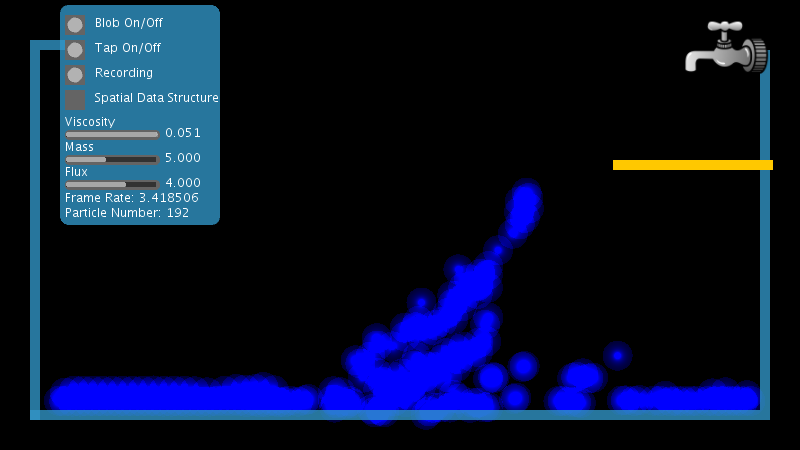 Blob On/Off
Tap On/Off
Recording
Spatial Data Structure
Viscosity
0.051
Mass
5.000
Flux
4.000
Frame Rate: 3.418506
Particle Number: 192